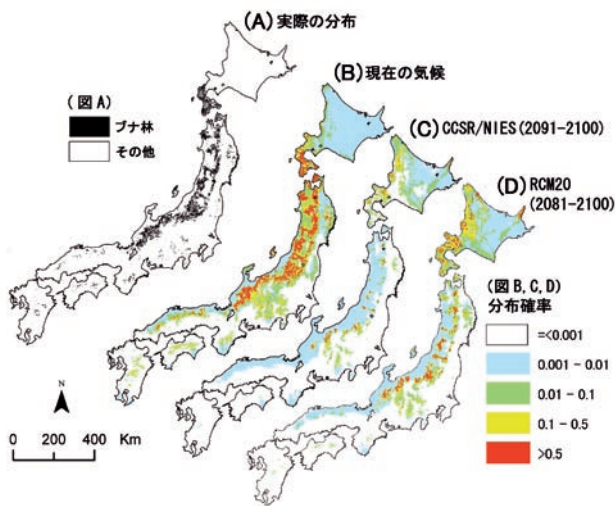 (A) 実際の分布
(B) 現在の気候
(C) CCSR/NIES (2091-2100)
(D) RCM20
(2081-2100)
(図A)
ブナ林
その他
(図B, C, D)
分布確率
=<0.001
0.001 - 0.01
0.01 - 0.1
0.1 - 0.5
>0.5
N
0 200 400 Km